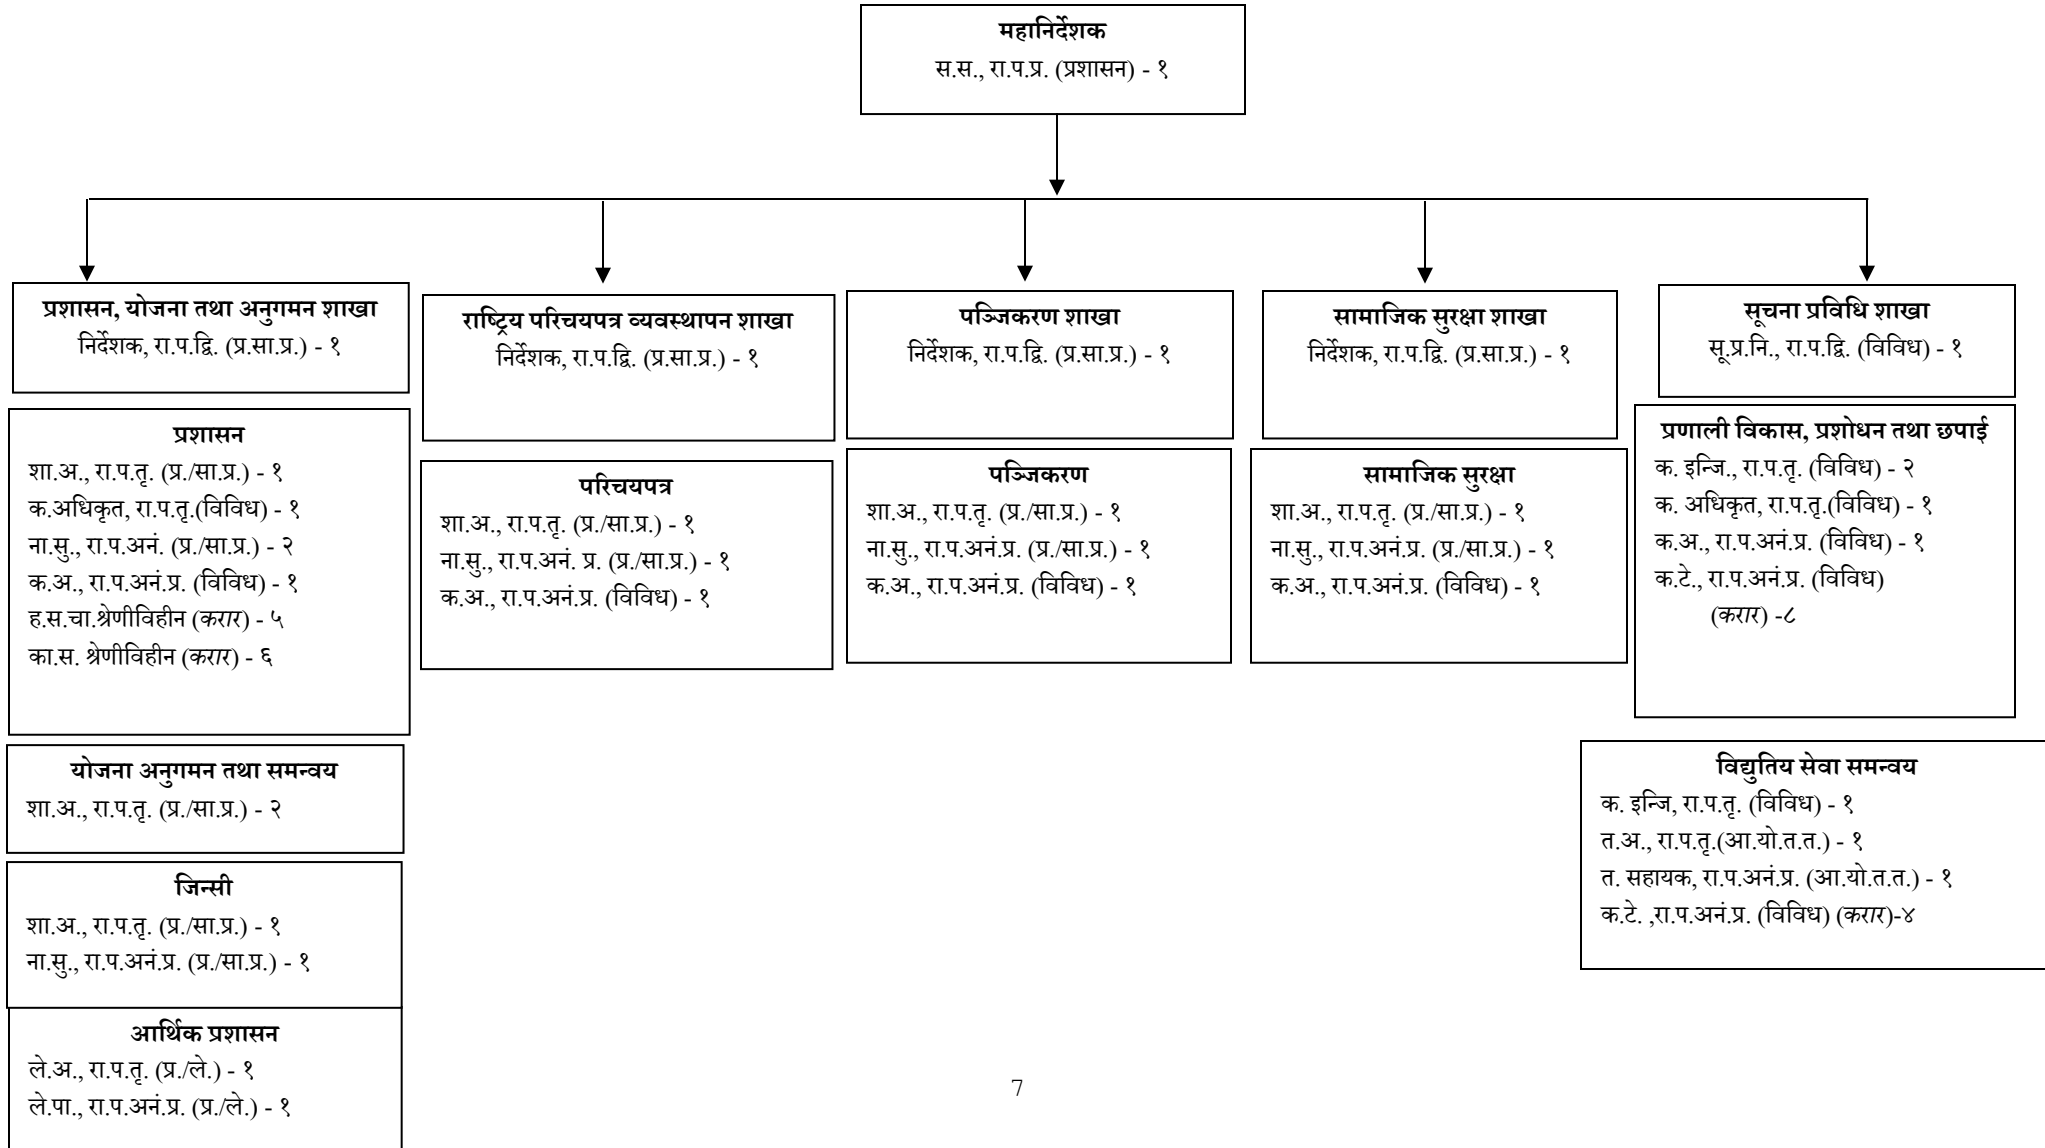 महानिर्देशक
स.स., रा.प.प्र. (प्रशासन) - १
प्रशासन, योजना तथा अनुगमन शाखा
निर्देशक, रा.प.द्वि. (प्र.सा.प्र.) - १
प्रशासन
शा.अ., रा.प.तृ. (प्र./सा.प्र.) - १
क.अधिकृत, रा.प.तृ.(विविध) - १
ना.सु., रा.प.अनं. (प्र./सा.प्र.) - २
क.अ., रा.प.अनं.प्र. (विविध) - १
ह.स.चा.श्रेणीविहीन (करार) - ५
का.स. श्रेणीविहीन (करार) - ६
योजना अनुगमन तथा समन्वय
शा.अ., रा.प.तृ. (प्र./सा.प्र.) - २
जिन्सी
शा.अ., रा.प.तृ. (प्र./सा.प्र.) - १
ना.सु., रा.प.अनं.प्र. (प्र./सा.प्र.) - १
आर्थिक प्रशासन
ले.अ., रा.प.तृ. (प्र./ले.) - १
ले.पा., रा.प.अनं.प्र. (प्र./ले.) - १
राष्ट्रिय परिचयपत्र व्यवस्थापन शाखा
निर्देशक, रा.प.द्वि. (प्र.सा.प्र.) - १
परिचयपत्र
शा.अ., रा.प.तृ. (प्र./सा.प्र.) - १
ना.सु., रा.प.अनं. प्र. (प्र./सा.प्र.) - १
क.अ., रा.प.अनं.प्र. (विविध) - १
पञ्जिकरण शाखा
निर्देशक, रा.प.द्वि. (प्र.सा.प्र.) - १
पञ्जिकरण
शा.अ., रा.प.तृ. (प्र./सा.प्र.) - १
ना.सु., रा.प.अनं.प्र. (प्र./सा.प्र.) - १
क.अ., रा.प.अनं.प्र. (विविध) - १
सामाजिक सुरक्षा शाखा
निर्देशक, रा.प.द्वि. (प्र.सा.प्र.) - १
सामाजिक सुरक्षा
शा.अ., रा.प.तृ. (प्र./सा.प्र.) - १
ना.सु., रा.प.अनं.प्र. (प्र./सा.प्र.) - १
क.अ., रा.प.अनं.प्र. (विविध) - १
सूचना प्रविधि शाखा
सू.प्र.नि., रा.प.द्वि. (विविध) - १
प्रणाली विकास, प्रशोधन तथा छपाई
क. इन्जि., रा.प.तृ. (विविध) - २
क. अधिकृत, रा.प.तृ.(विविध) - १
क.अ., रा.प.अनं.प्र. (विविध) - १
क.टे., रा.प.अनं.प्र. (विविध)
(करार) -८
विद्युतिय सेवा समन्वय
क. इन्जि, रा.प.तृ. (विविध) - १
त.अ., रा.प.तृ.(आ.यो.त.त.) - १
त. सहायक, रा.प.अनं.प्र. (आ.यो.त.त.) - १
क.टे. ,रा.प.अनं.प्र. (विविध) (करार)-४
7